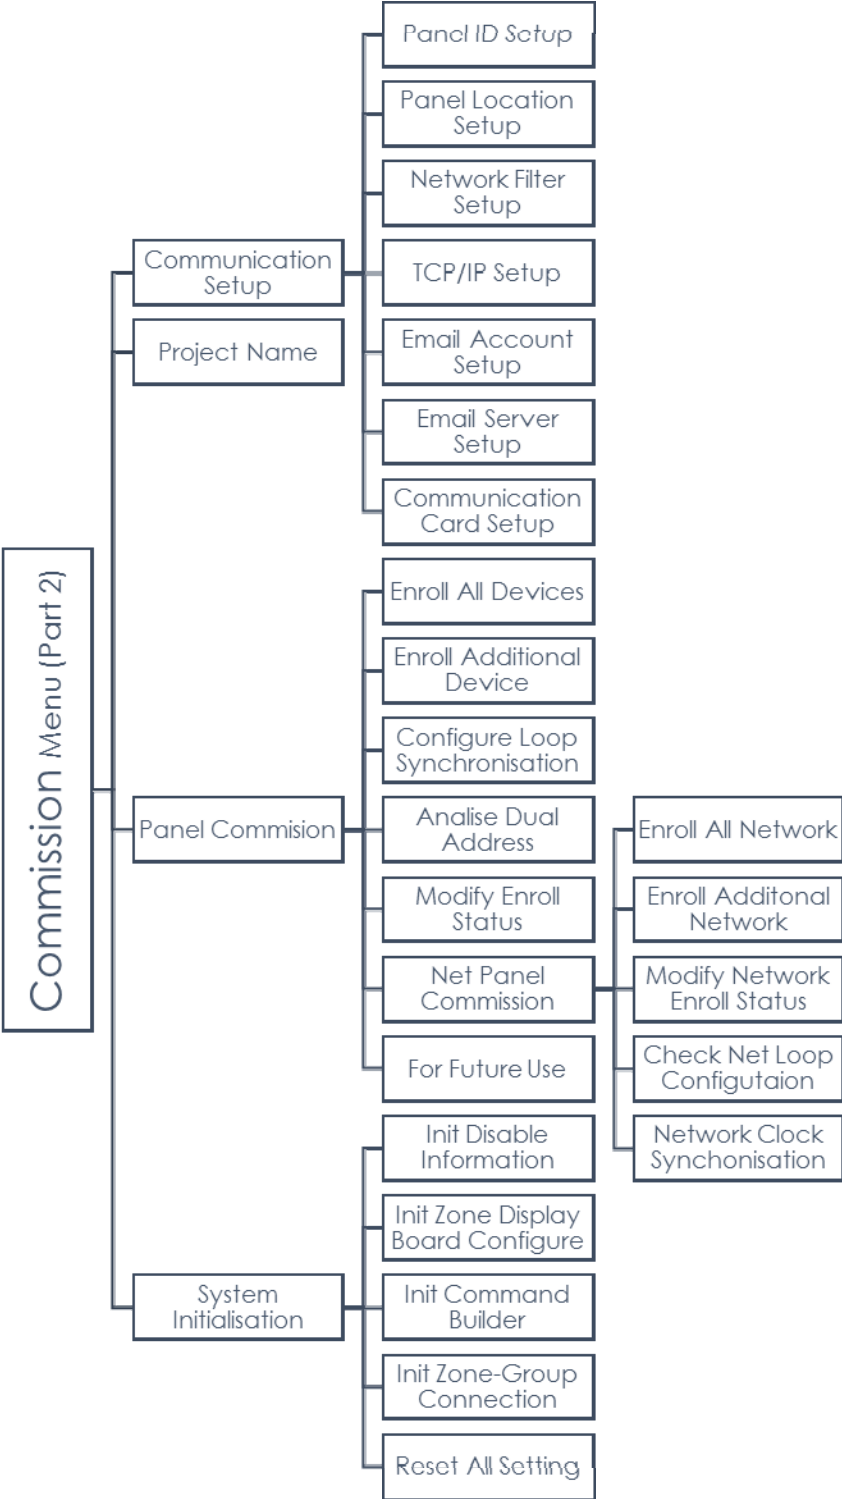 Commission Menu (Part 2)
Communication
Setup
Panel ID Setup
Panel Location
Setup
Network Filter
Setup
TCP/IP Setup
Email Account
Setup
Email Server
Setup
Communication
Card Setup
Project Name
Panel Commision
Enroll All Devices
Enroll Additional
Device
Configure Loop
Synchronisation
Analise Dual
Address
Modify Enroll
Status
Net Panel
Commission
Enroll All Network
Enroll Additonal
Network
Modify Network
Enroll Status
Check Net Loop
Configutaion
Network Clock
Synchonisation
For Future Use
System
Initialisation
Init Disable
Information
Init Zone Display
Board Configure
Init Command
Builder
Init Zone-Group
Connection
Reset All Setting